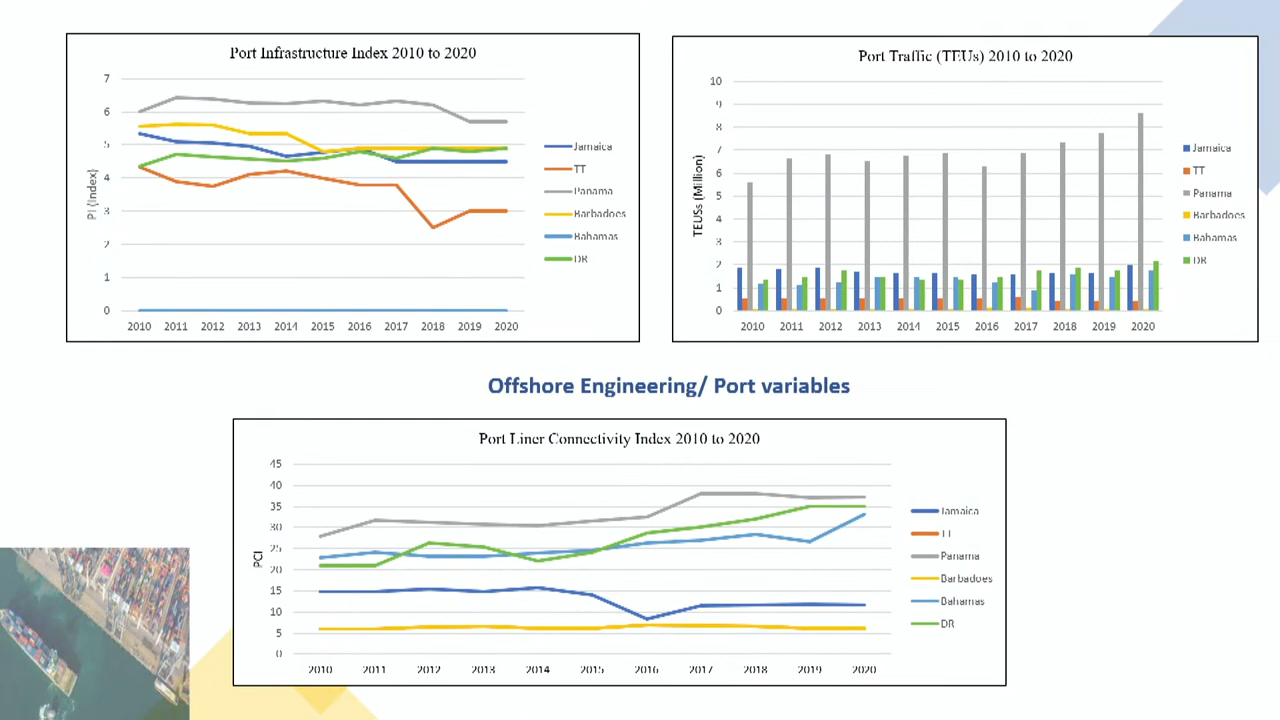 Port Infrastructure Index 2010 to 2020
7
6
5
4
3
2
1
0
PI (Index)
2010 2011 2012 2013 2014 2015 2016 2017 2018 2019 2020
Jamaica
TT
Panama
Barbadoes
Bahamas
DR
Port Traffic (TEUs) 2010 to 2020
10
9
8
7
6
5
4
3
2
1
0
TEUSs (Million)
2010 2011 2012 2013 2014 2015 2016 2017 2018 2019 2020
Jamaica
TT
Panama
Barbadoes
Bahamas
DR
Offshore Engineering/ Port variables
Port Liner Connectivity Index 2010 to 2020
45
40
35
30
25
20
15
10
5
0
PCI
2010 2011 2012 2013 2014 2015 2016 2017 2018 2019 2020
Jamaica
TT
Panama
Barbadoes
Bahamas
DR